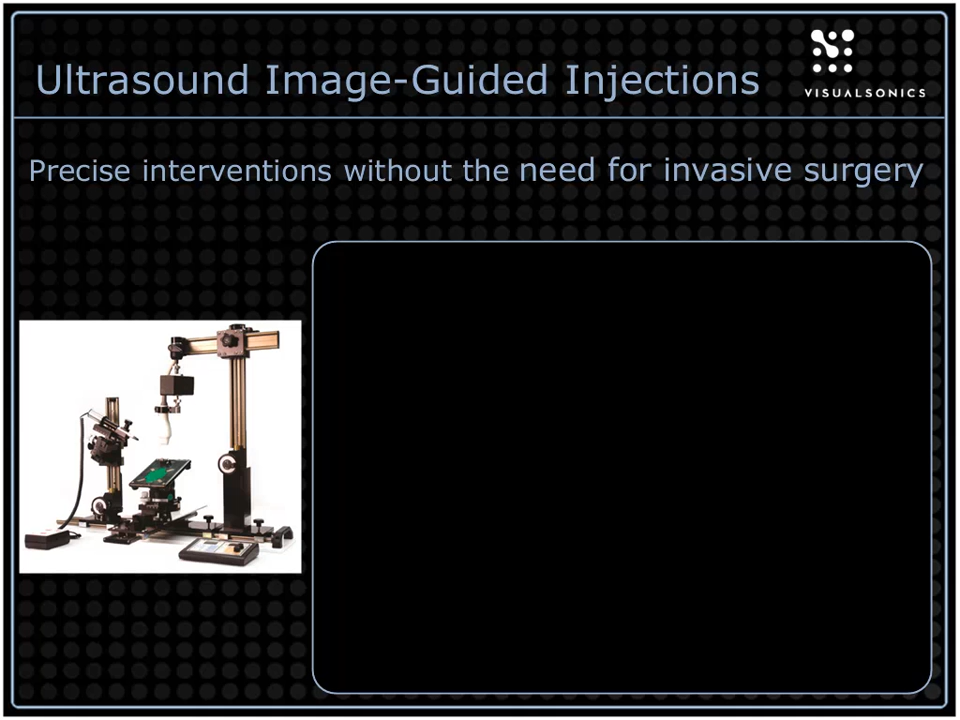 Ultrasound Image-Guided Injections
VISUALSONICS
Precise interventions without the need for invasive surgery